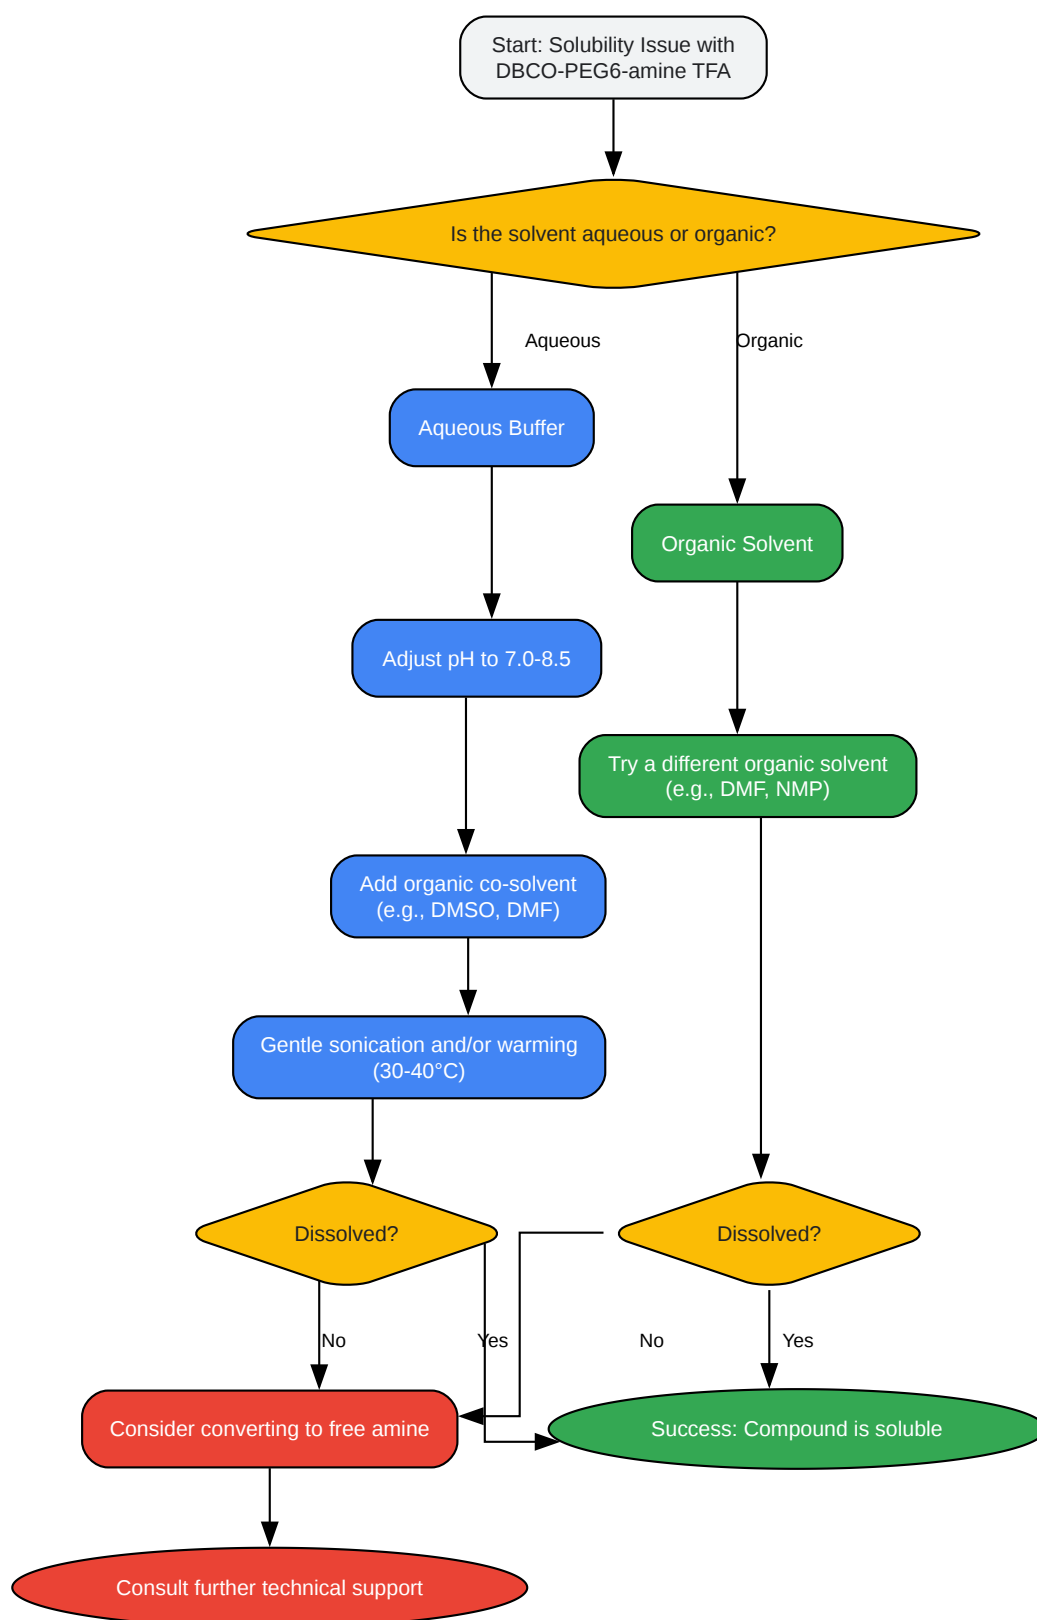 Start: Solubility Issue with
DBCO-PEG6-amine TFA
Is the solvent aqueous or organic?
Aqueous
Organic
Aqueous Buffer
Organic Solvent
Adjust pH to 7.0-8.5
Try a different organic solvent
(e.g., DMF, NMP)
Add organic co-solvent
(e.g., DMSO, DMF)
Gentle sonication and/or warming
(30-40°C)
Dissolved?
Dissolved?
No
Yes
No
Yes
Consider converting to free amine
Success: Compound is soluble
Consult further technical support